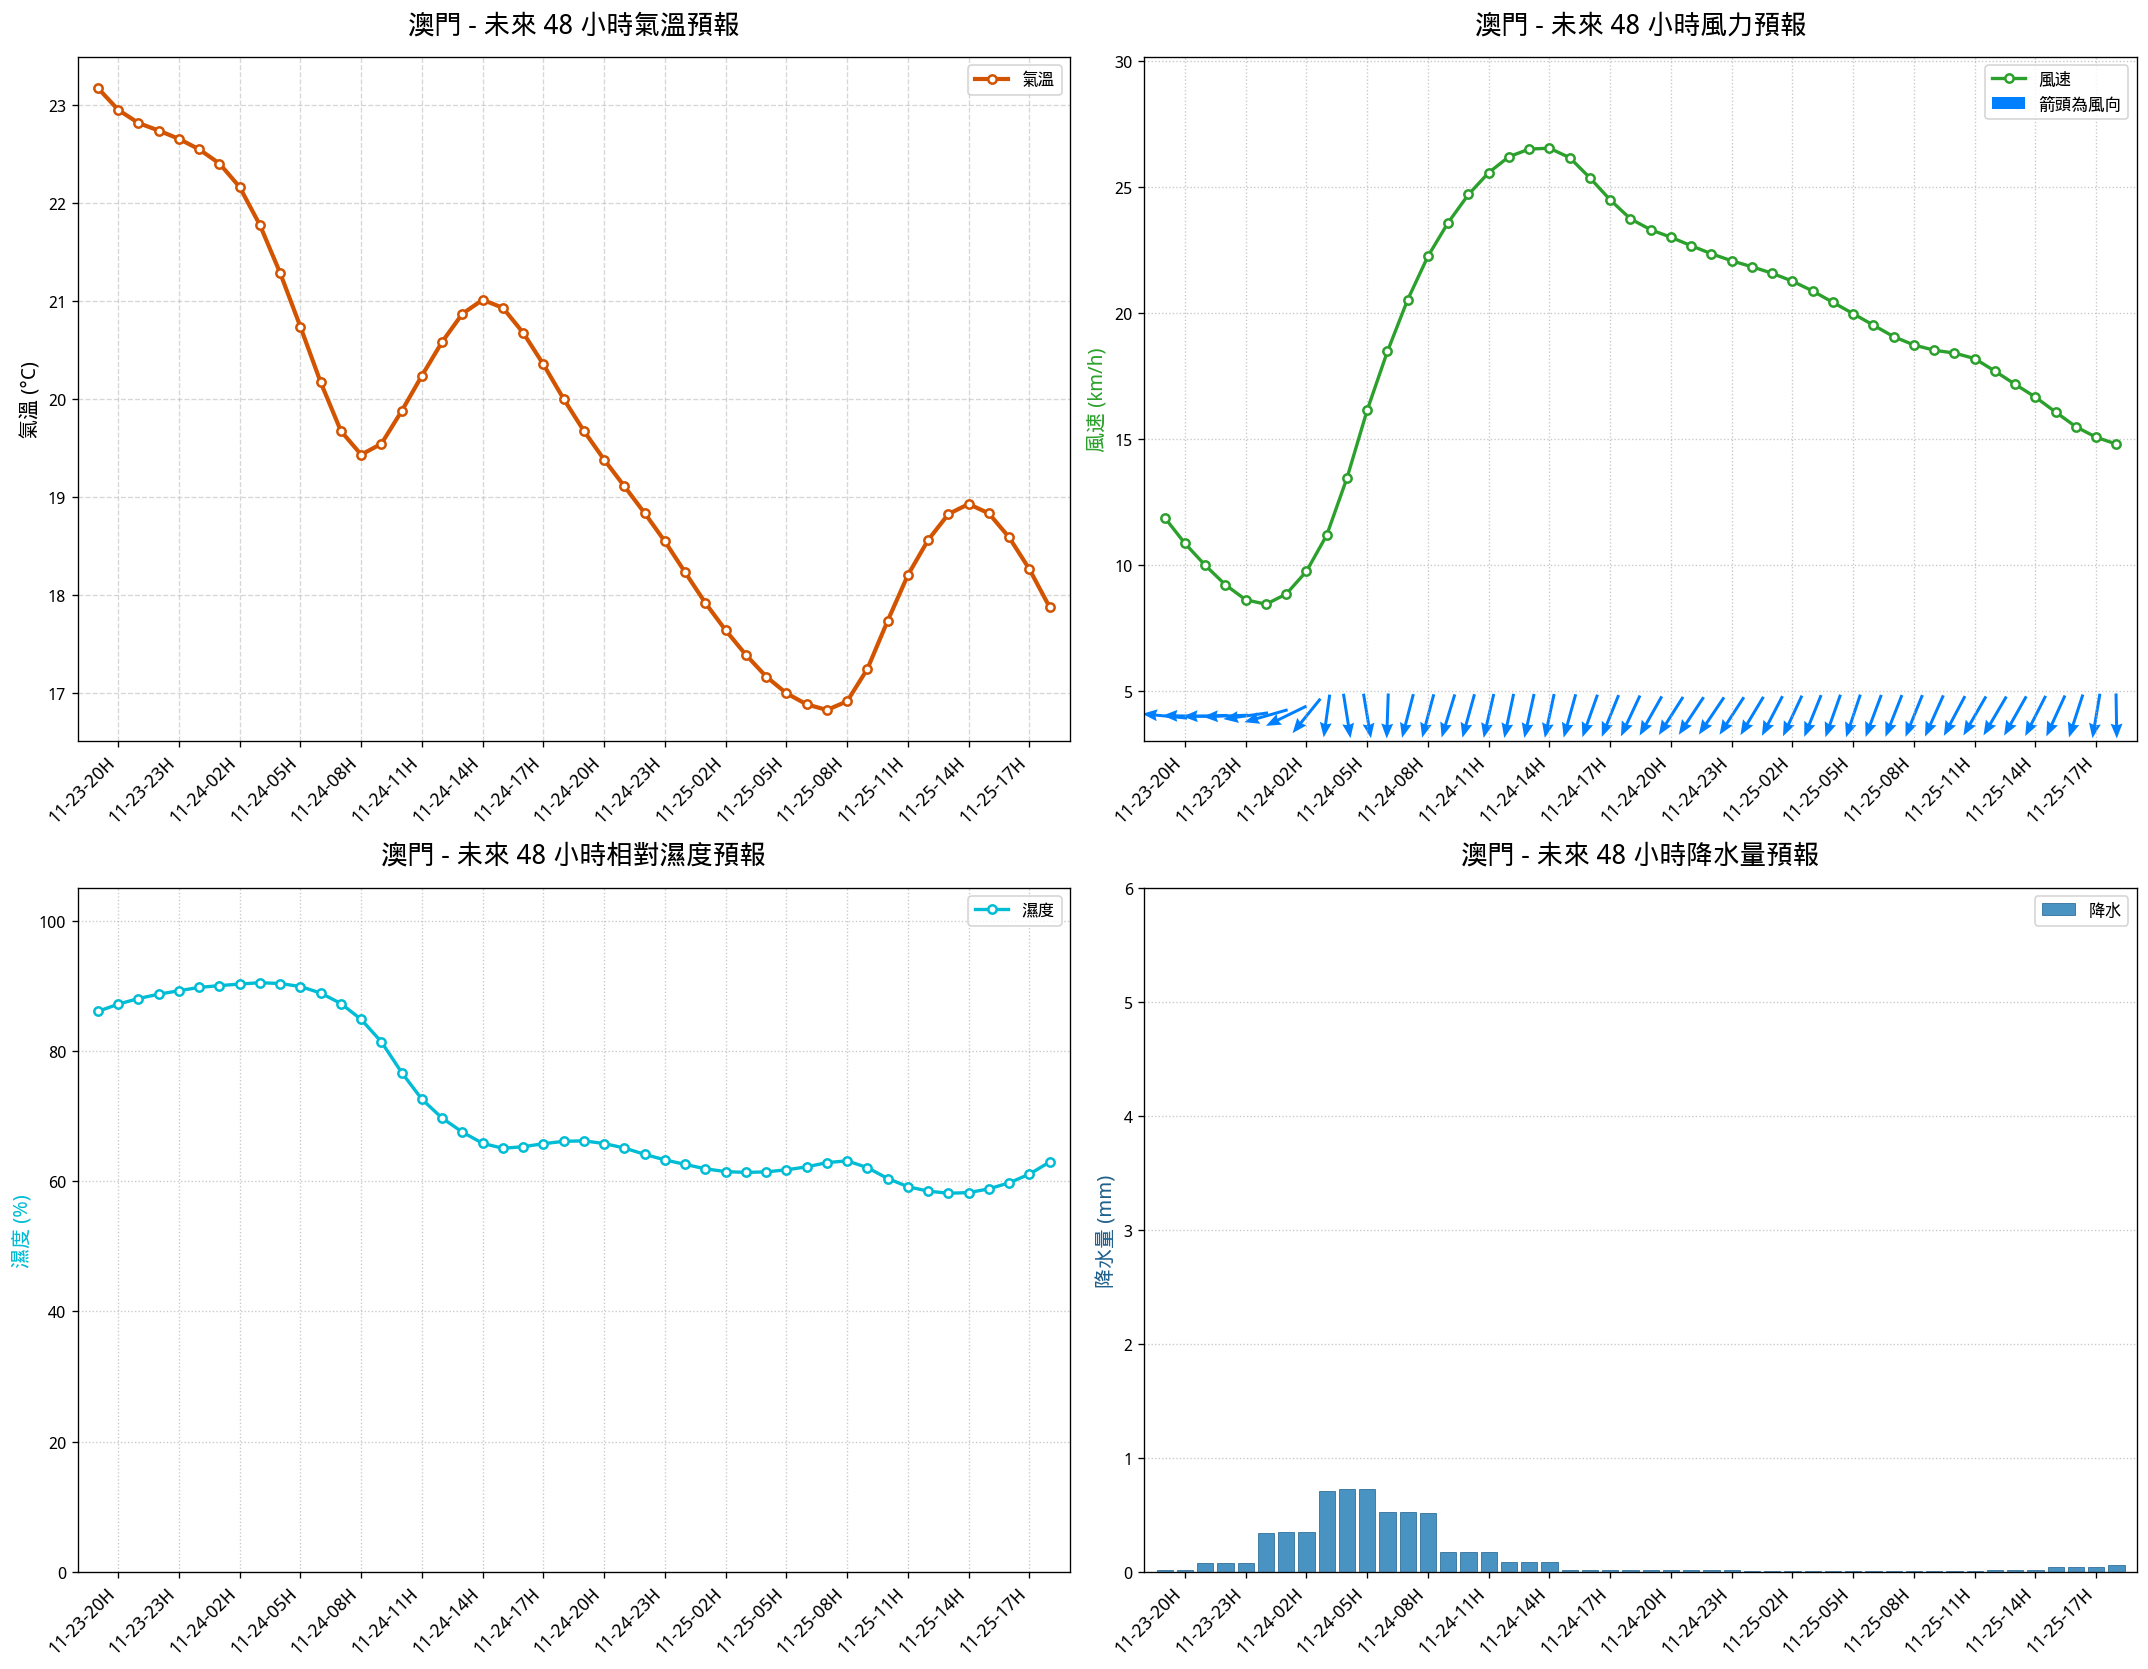 澳門 - 未來 48 小時氣溫預報
氣溫
氣溫 (°C)
23
22
21
20
19
18
17
11-23-20H
11-23-23H
11-24-02H
11-24-05H
11-24-08H
11-24-11H
11-24-14H
11-24-17H
11-24-20H
11-24-23H
11-25-02H
11-25-05H
11-25-08H
11-25-11H
11-25-14H
11-25-17H
澳門 - 未來 48 小時風力預報
風速
箭頭為風向
風速 (km/h)
30
25
20
15
10
5
11-23-20H
11-23-23H
11-24-02H
11-24-05H
11-24-08H
11-24-11H
11-24-14H
11-24-17H
11-24-20H
11-24-23H
11-25-02H
11-25-05H
11-25-08H
11-25-11H
11-25-14H
11-25-17H
澳門 - 未來 48 小時相對濕度預報
濕度
濕度 (%)
100
80
60
40
20
0
11-23-20H
11-23-23H
11-24-02H
11-24-05H
11-24-08H
11-24-11H
11-24-14H
11-24-17H
11-24-20H
11-24-23H
11-25-02H
11-25-05H
11-25-08H
11-25-11H
11-25-14H
11-25-17H
澳門 - 未來 48 小時降水量預報
降水
降水量 (mm)
6
5
4
3
2
1
0
11-23-20H
11-23-23H
11-24-02H
11-24-05H
11-24-08H
11-24-11H
11-24-14H
11-24-17H
11-24-20H
11-24-23H
11-25-02H
11-25-05H
11-25-08H
11-25-11H
11-25-14H
11-25-17H